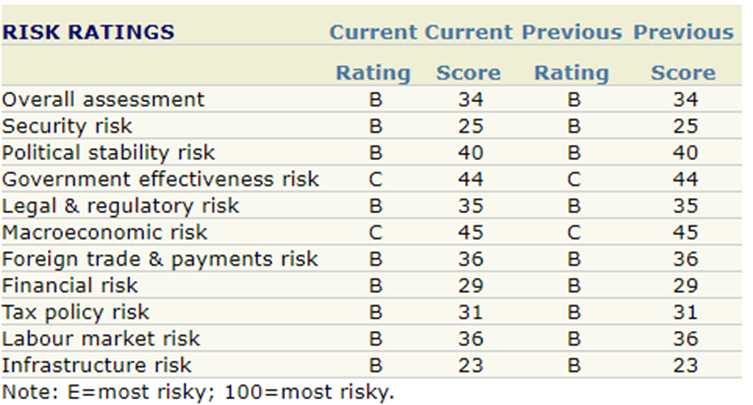 RISK RATINGS Current Current Previous Previous
Rating Score Rating Score
Overall assessment B 34 B 34
Security risk B 25 B 25
Political stability risk B 40 B 40
Government effectiveness risk C 44 C 44
Legal & regulatory risk B 35 B 35
Macroeconomic risk C 45 C 45
Foreign trade & payments risk B 36 B 36
Financial risk B 29 B 29
Tax policy risk B 31 B 31
Labour market risk B 36 B 36
Infrastructure risk B 23 B 23
Note: E=most risky; 100=most risky.